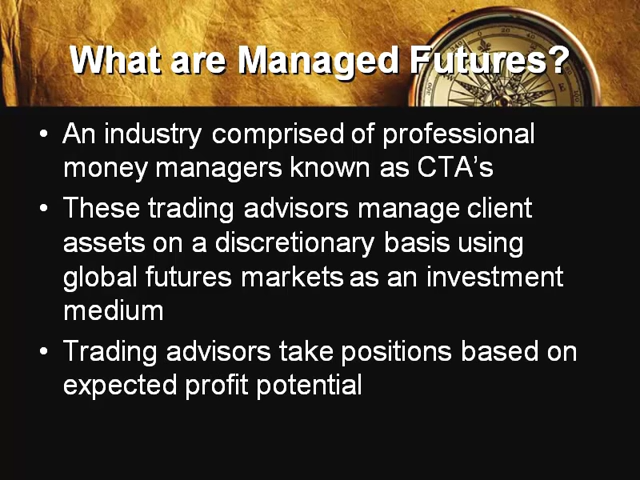 What are Managed Futures?
• An industry comprised of professional
money managers known as CTA's
• These trading advisors manage client
assets on a discretionary basis using
global futures markets as an investment
medium
• Trading advisors take positions based on
expected profit potential